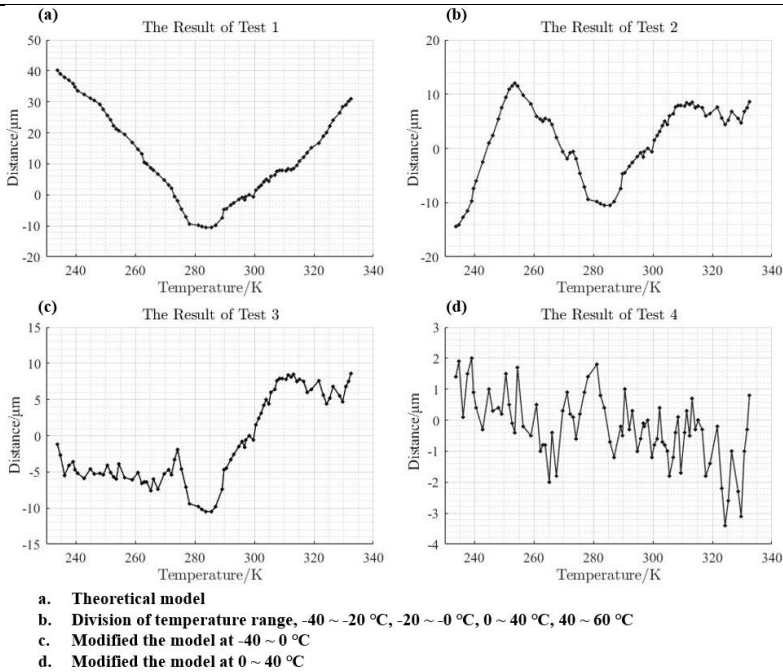 (a)
The Result of Test 1
50
40
30
20
10
0
-10
-20
240
260
280
300
320
340
Distance/μm
Temperature/K
(b)
The Result of Test 2
20
10
0
-10
-20
240
260
280
300
320
340
Distance/μm
Temperature/K
(c)
The Result of Test 3
15
10
5
0
-5
-10
-15
240
260
280
300
320
340
Distance/μm
Temperature/K
(d)
The Result of Test 4
3
2
1
0
-1
-2
-3
-4
240
260
280
300
320
340
Distance/μm
Temperature/K
a. Theoretical model
b. Division of temperature range, -40 ~ -20 °C, -20 ~ -0 °C, 0 ~ 40 °C, 40 ~ 60 °C
c. Modified the model at -40 ~ 0 °C
d. Modified the model at 0 ~ 40 °C